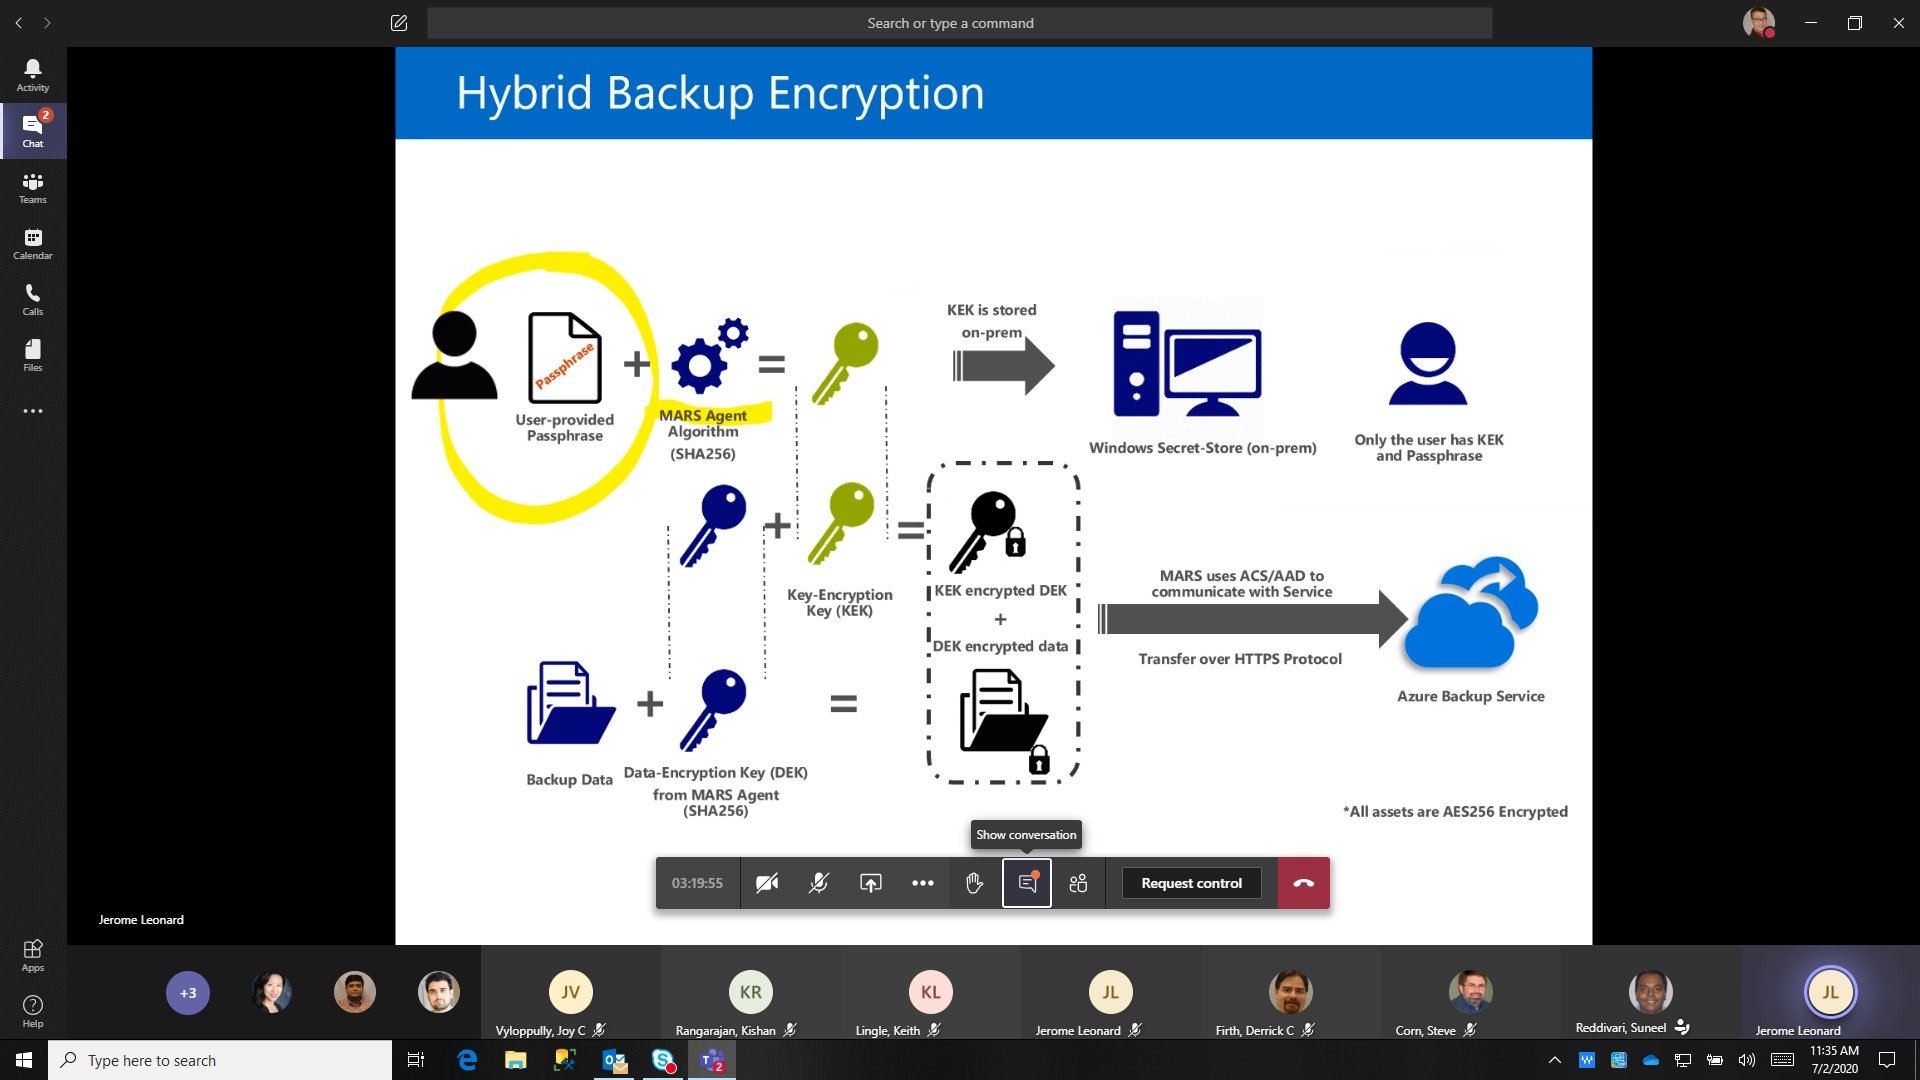 Search or type a command
Activity
2
Chat
Teams
Calendar
Calls
Files
Apps
Help
Hybrid Backup Encryption
Passphrase
User-provided
Passphrase
MARS Agent
Algorithm
(SHA256)
KEK is stored
on-prem
Windows Secret-Store (on-prem)
Only the user has KEK
and Passphrase
Key-Encryption
Key (KEK)
KEK encrypted DEK
+
DEK encrypted data
MARS uses ACS/AAD to
communicate with Service
Transfer over HTTPS Protocol
Azure Backup Service
Backup Data
Data-Encryption Key (DEK)
from MARS Agent
(SHA256)
*All assets are AES256 Encrypted
Show conversation
03:19:55
Request control
Jerome Leonard
+3
JV
Vyloppully, Joy C
KR
Rangarajan, Kishan
KL
Lingle, Keith
JL
Jerome Leonard
Firth, Derrick C
Corn, Steve
Reddivari, Suneel
JL
Jerome Leonard
Type here to search
2
11:35 AM
7/2/2020